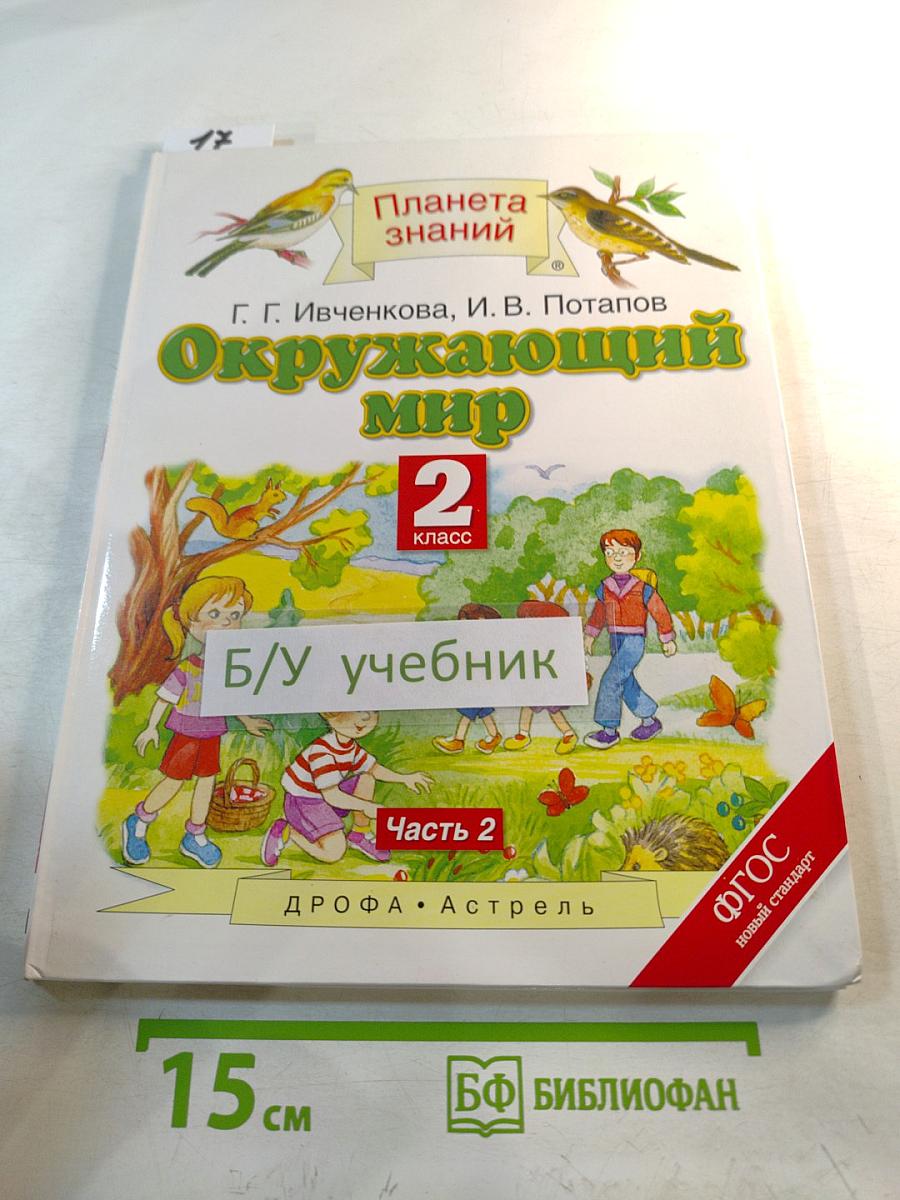 17
Планета
знаний
®
Г. Г. Ивченкова, И. В. Потапов
Окружающий
мир
2
класс
Б/У учебник
Часть 2
ДРОФА • Астрель
ФГОС
новый стандарт
15 см
БФ БИБЛИОФАН